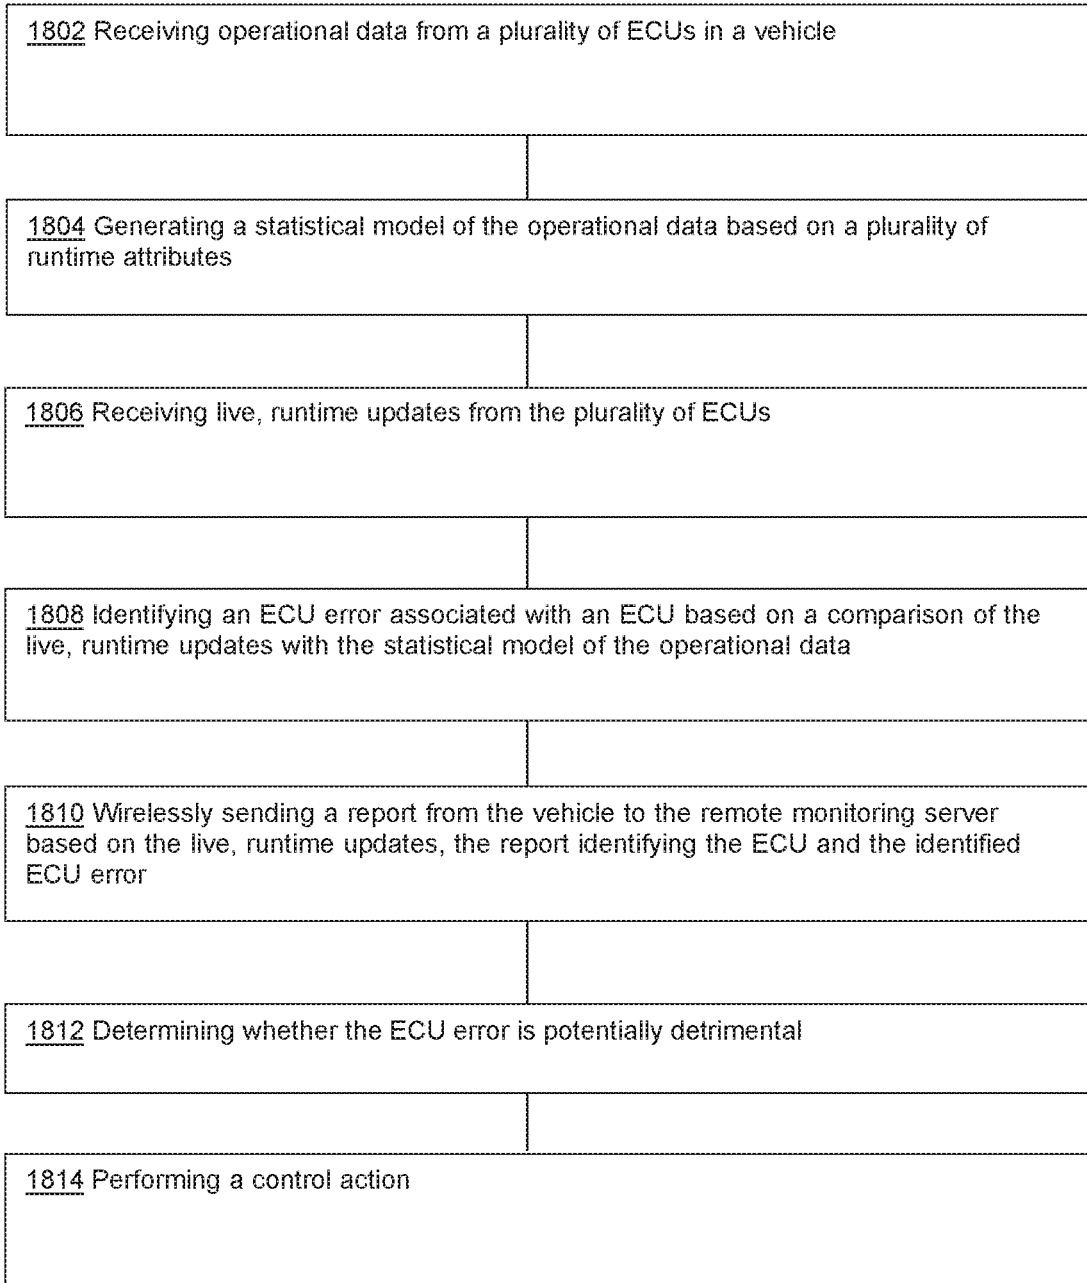 1802 Receiving operational data from a plurality of ECUs in a vehicle
1804 Generating a statistical model of the operational data based on a plurality of
runtime attributes
1806 Receiving live, runtime updates from the plurality of ECUs
1808 Identifying an ECU error associated with an ECU based on a comparison of the
live, runtime updates with the statistical model of the operational data
1810 Wirelessly sending a report from the vehicle to the remote monitoring server
based on the live, runtime updates, the report identifying the ECU and the identified
ECU error
1812 Determining whether the ECU error is potentially detrimental
1814 Performing a control action